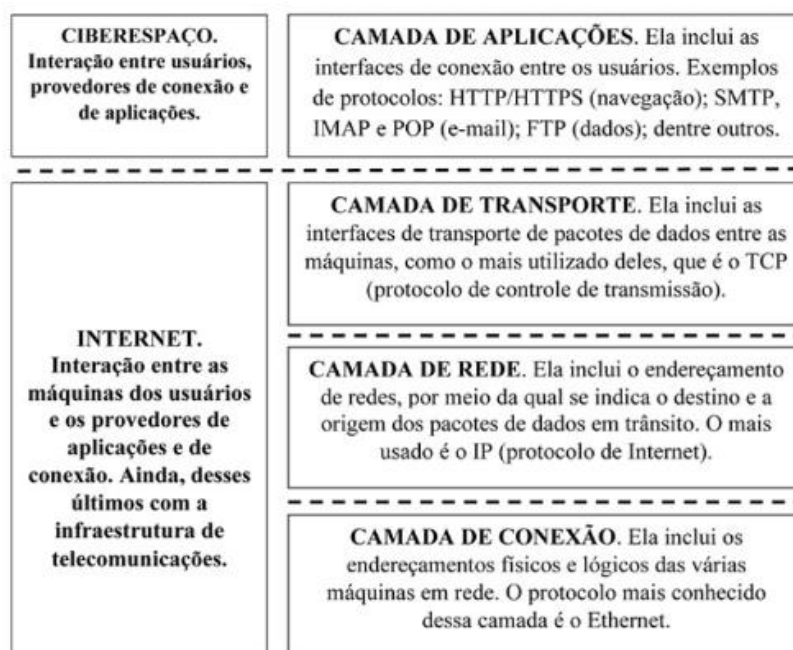 CIBERESPAÇO.
Interação entre usuários,
provedores de conexão e
de aplicações.
CAMADA DE APLICAÇÕES. Ela inclui as
interfaces de conexão entre os usuários. Exemplos
de protocolos: HTTP/HTTPS (navegação); SMTP,
IMAP e POP (e-mail); FTP (dados); dentre outros.
INTERNET.
Interação entre as
máquinas dos usuários
e os provedores de
aplicações e de
conexão. Ainda, desses
últimos com a
infraestrutura de
telecomunicações.
CAMADA DE TRANSPORTE. Ela inclui as
interfaces de transporte de pacotes de dados entre as
máquinas, como o mais utilizado deles, que é o TCP
(protocolo de controle de transmissão).
CAMADA DE REDE. Ela inclui o endereçamento
de redes, por meio da qual se indica o destino e a
origem dos pacotes de dados em trânsito. O mais
usado é o IP (protocolo de Internet).
CAMADA DE CONEXÃO. Ela inclui os
endereçamentos físicos e lógicos das várias
máquinas em rede. O protocolo mais conhecido
dessa camada é o Ethernet.